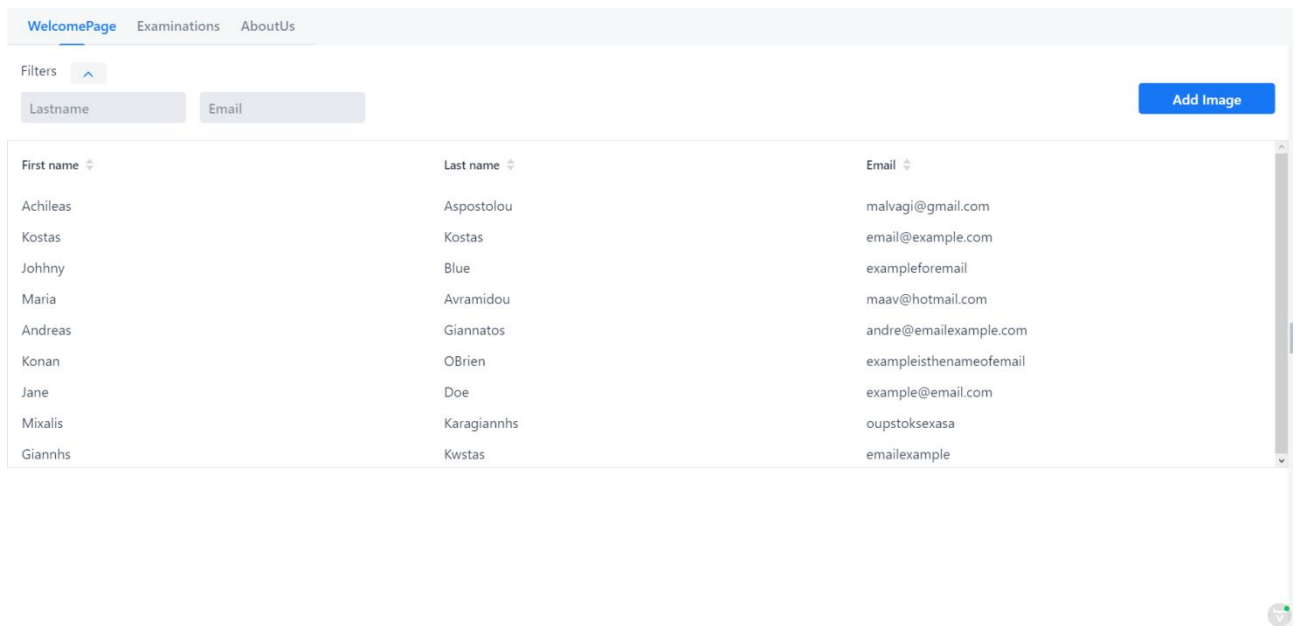 WelcomePage Examinations AboutUs
Filters
Lastname Email
Add Image
First name Last name Email
Achileas Aspostolou malvagi@gmail.com
Kostas Kostas email@example.com
Johhny Blue exampleforemail
Maria Avramidou maav@hotmail.com
Andreas Giannatos andre@emailexample.com
Konan OBrien exampleisthenameofemail
Jane Doe example@email.com
Mixalis Karagiannhs oupstoksexasa
Giannhs Kwstas emailexample